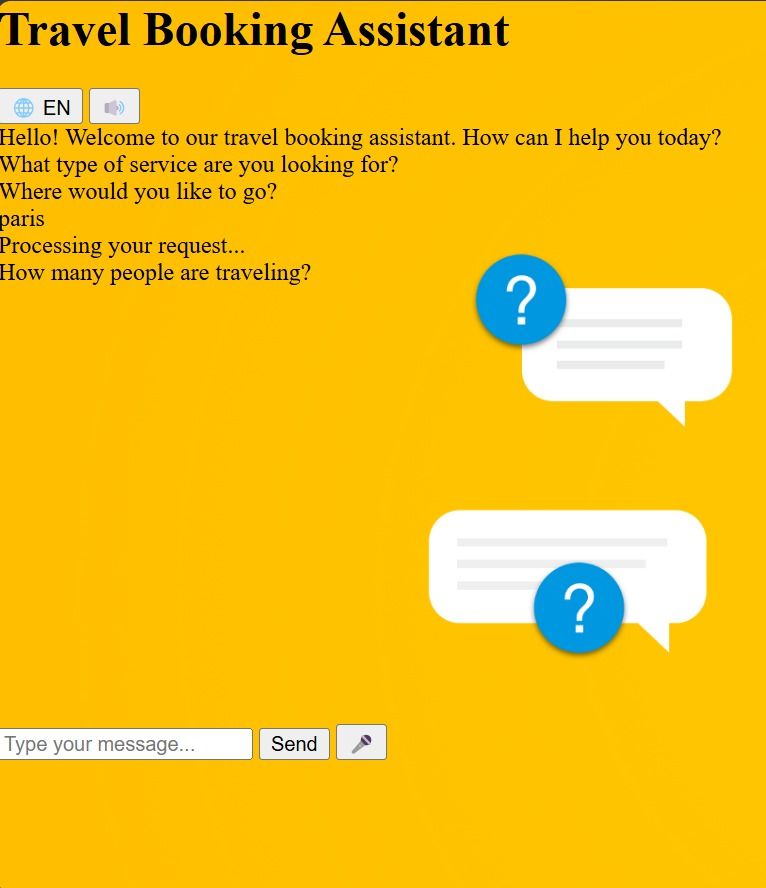 Travel Booking Assistant
EN
Hello! Welcome to our travel booking assistant. How can I help you today?
What type of service are you looking for?
Where would you like to go?
paris
Processing your request...
How many people are traveling?
?
?
Type your message...
Send